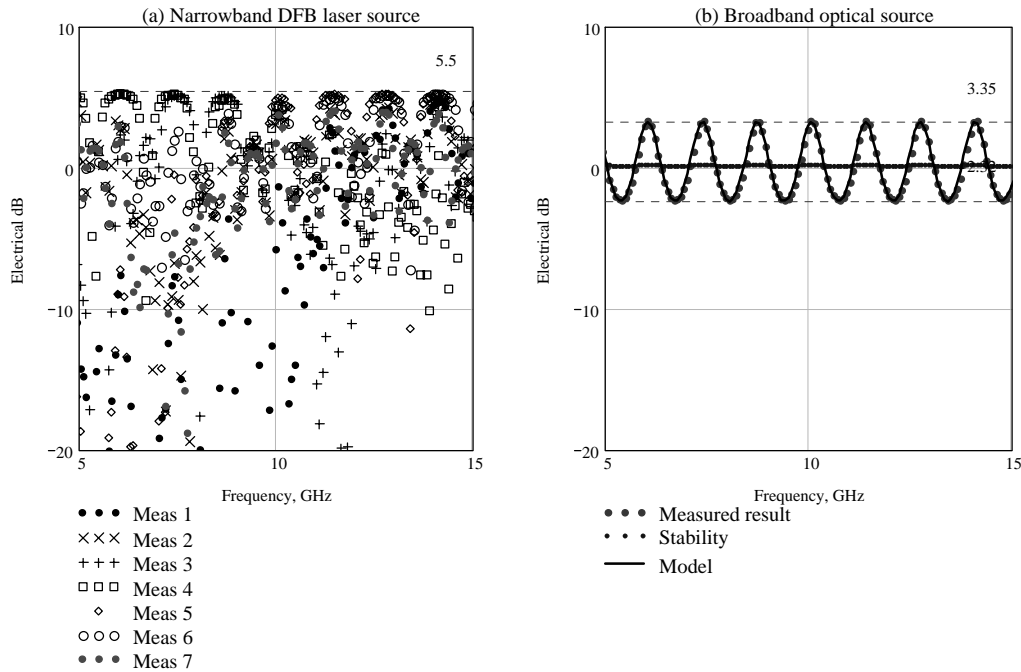 (a) Narrowband DFB laser source
10
5.5
0
−10
−20
5
10
15
Electrical dB
Frequency, GHz
Meas 1
Meas 2
Meas 3
Meas 4
Meas 5
Meas 6
Meas 7
(b) Broadband optical source
10
3.35
0
−10
−20
5
10
15
Electrical dB
Frequency, GHz
Measured result
Stability
Model